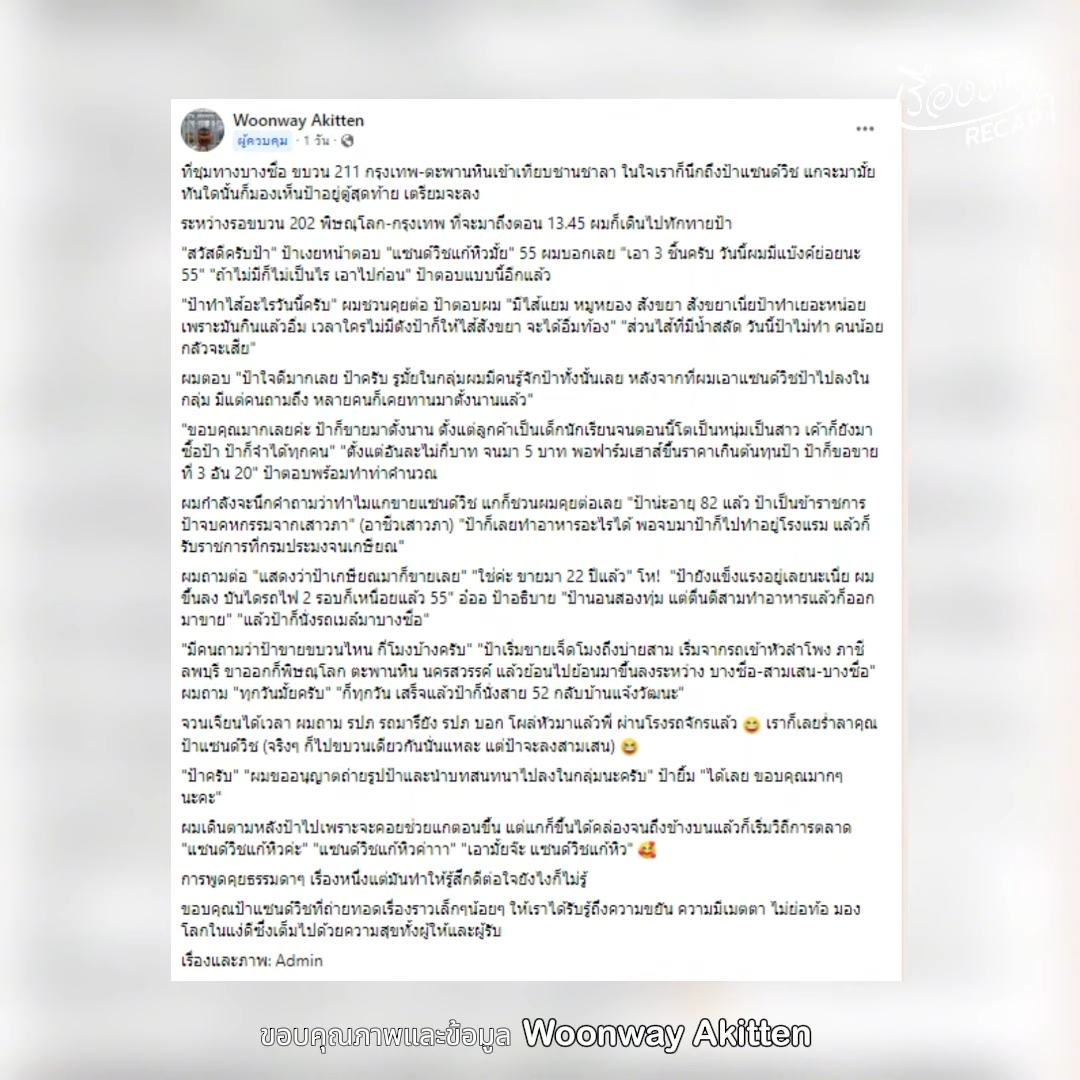 เรื่องง่าย
RECAP
Woonway Akitten
ผู้ควบคุม · 1 วัน ·
ที่ชุมทางบางซื่อ ขบวน 211 กรุงเทพ-ตะพานหินเข้าเทียบชานชาลา ในใจเราก็นึกถึงป้าแซนด์วิช แกจะมามั้ย
ทันใดนั้นก็มองเห็นป้าอยู่ตู้สุดท้าย เตรียมจะลง
ระหว่างรอขบวน 202 พิษณุโลก-กรุงเทพ ที่จะมาถึงตอน 13.45 ผมก็เดินไปทักทายป้า
"สวัสดีครับป้า" ป้าเงยหน้าตอบ "แซนด์วิชแก้หิวมั้ย" 55 ผมบอกเลย "เอา 3 ชิ้นครับ วันนี้ผมมีแบ๊งค์ย่อยนะ
55" "ถ้าไม่มีก็ไม่เป็นไร เอาไปก่อน" ป้าตอบแบบนี้อีกแล้ว
"ป้าทำไส้อะไรวันนี้ครับ" ผมชวนคุยต่อ ป้าตอบผม "มีไส้แยม หมูหยอง สังขยา สังขยาเนี่ยป้าทำเยอะหน่อย
เพราะมันกินแล้วอิ่ม เวลาใครไม่มีตังป้าก็ให้ไส้สังขยา จะได้อิ่มท้อง" "ส่วนไส้ที่มีน้ำสลัด วันนี้ป้าไม่ทำ คนน้อย
กลัวจะเสีย"
ผมตอบ "ป้าใจดีมากเลย ป้าครับ รูมั้ยในกลุ่มผมมีคนรู้จักป้าทั้งนั้นเลย หลังจากที่ผมเอาแซนด์วิชป้าไปลงใน
กลุ่ม มีแต่คนถามถึง หลายคนก็เคยทานมาตั้งนานแล้ว"
"ขอบคุณมากเลยค่ะ ป้าก็ขายมาตั้งนาน ตั้งแต่ลูกค้าเป็นเด็กนักเรียนจนตอนนี้โตเป็นหนุ่มเป็นสาว เค้าก็ยังมา
ซื้อป้า ป้าก็จำได้ทุกคน" "ตั้งแต่อันละไม่กี่บาท จนมา 5 บาท พอฟาร์มเฮาส์ขึ้นราคาเกินต้นทุนป้า ป้าก็ขอขาย
ที่ 3 อัน 20" ป้าตอบพร้อมทำท่าคำนวณ
ผมกำลังจะนึกคำถามว่าทำไมแกขายแซนด์วิช แกก็ชวนผมคุยต่อเลย "ป้าน่ะอายุ 82 แล้ว ป้าเป็นข้าราชการ
ป้าจบคหกรรมจากเสาวภา" (อาชีวเสาวภา) "ป้าก็เลยทำอาหารอะไรได้ พอจบมาป้าก็ไปทำอยู่โรงแรม แล้วก็
รับราชการที่กรมประมงจนเกษียณ"
ผมถามต่อ "แสดงว่าป้าเกษียณมาก็ขายเลย" "ใช่ค่ะ ขายมา 22 ปีแล้ว" โห! "ป้ายังแข็งแรงอยู่เลยนะเนี่ย ผม
ขึ้นลง บันไดรถไฟ 2 รอบก็เหนื่อยแล้ว 55" อ๋ออ ป้าอธิบาย "ป้านอนสองทุ่ม แต่ตื่นตีสามทำอาหารแล้วก็ออก
มาขาย" "แล้วป้าก็นั่งรถเมล์มาบางซื่อ"
"มีคนถามว่าป้าขายขบวนไหน กี่โมงบ้างครับ" "ป้าเริ่มขายเจ็ดโมงถึงบ่ายสาม เริ่มจากรถเข้าหัวลำโพง ภาชี
ลพบุรี ขาออกก็พิษณุโลก ตะพานหิน นครสวรรค์ แล้วย้อนไปย้อนมาขึ้นลงระหว่าง บางซื่อ-สามเสน-บางซื่อ"
ผมถาม "ทุกวันมั้ยครับ" "ก็ทุกวัน เสร็จแล้วป้าก็นั่งสาย 52 กลับบ้านแจ้งวัฒนะ"
จวนเจียนได้เวลา ผมถาม รปภ รถมารึยัง รปภ บอก โผล่หัวมาแล้วพี่ ผ่านโรงรถจักรแล้ว 😄 เราก็เลยร่ำลาคุณ
ป้าแซนด์วิช (จริงๆ ก็ไปขบวนเดียวกันนั่นแหละ แต่ป้าจะลงสามเสน) 😄
"ป้าครับ" "ผมขออนุญาตถ่ายรูปป้าและนำบทสนทนาไปลงในกลุ่มนะครับ" ป้ายิ้ม "ได้เลย ขอบคุณมากๆ
นะคะ"
ผมเดินตามหลังป้าไปเพราะจะคอยช่วยแกตอนขึ้น แต่แกก็ขึ้นได้คล่องจนถึงข้างบนแล้วก็เริ่มวิถีการตลาด
"แซนด์วิชแก้หิวค่ะ" "แซนด์วิชแก้หิวค่าาา" "เอามั้ยจ๊ะ แซนด์วิชแก้หิว" 🥰
การพูดคุยธรรมดาๆ เรื่องหนึ่งแต่มันทำให้รู้สึกดีต่อใจยังไงก็ไม่รู้
ขอบคุณป้าแซนด์วิชที่ถ่ายทอดเรื่องราวเล็กๆน้อยๆ ให้เราได้รับรู้ถึงความขยัน ความมีเมตตา ไม่ย่อท้อ มอง
โลกในแง่ดีซึ่งเต็มไปด้วยความสุขทั้งผู้ให้และผู้รับ
เรื่องและภาพ: Admin
ขอบคุณภาพและข้อมูล Woonway Akitten